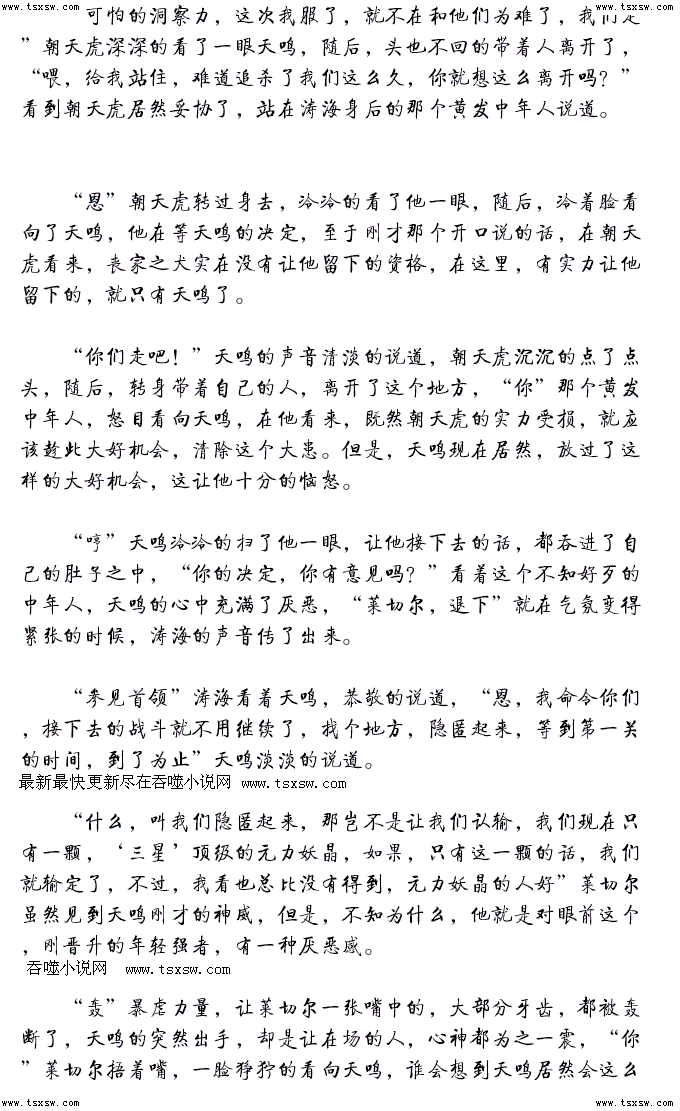 www.tsxsw.com www.tsxsw.com www.tsxsw.com www.tsxsw.com
可怕的洞察力，这次我服了，就不在和他们为难了，我们走
”朝天虎深深的看了一眼天鸣，随后，头也不回的带着人离开了，
“喂，给我站住，难道追杀了我们这么久，你就想这么离开吗？”
看到朝天虎居然妥协了，站在涛海身后的那个黄发中年人说道。
“恩”朝天虎转过身去，冷冷的看了他一眼，随后，冷着脸看
向了天鸣，他在等天鸣的决定，至于刚才那个开口说的话，在朝天
虎看来，丧家之犬实在没有让他留下的资格，在这里，有实力让他
留下的，就只有天鸣了。
“你们走吧！”天鸣的声音清淡的说道，朝天虎沉沉的点了点
头，随后，转身带着自己的人，离开了这个地方，“你”那个黄发
中年人，怒目看向天鸣，在他看来，既然朝天虎的实力受损，就应
该趁此大好机会，清除这个大患。但是，天鸣现在居然，放过了这
样的大好机会，这让他十分的恼怒。
“哼”天鸣冷冷的扫了他一眼，让他接下去的话，都吞进了自
己的肚子之中，“你的决定，你有意见吗？”看着这个不知好歹的
中年人，天鸣的心中充满了厌恶，“莱切尔，退下”就在气氛变得
紧张的时候，涛海的声音传了出来。
“参见首领”涛海看着天鸣，恭敬的说道，“恩，我命令你们
，接下去的战斗就不用继续了，找个地方，隐匿起来，等到第一关
的时间，到了为止”天鸣淡淡的说道。
最新最快更新尽在吞噬小说网 www.tsxsw.com
“什么，叫我们隐匿起来，那岂不是让我们认输，我们现在只
有一颗，‘三星’顶级的元力妖晶，如果，只有这一颗的话，我们
就输定了，不过，我看也总比没有得到，元力妖晶的人好”莱切尔
虽然见到天鸣刚才的神威，但是，不知为什么，他就是对眼前这个
，刚晋升的年轻强者，有一种厌恶感。
吞噬小说网 www.tsxsw.com
“轰”暴虐力量，让莱切尔一张嘴中的，大部分牙齿，都被轰
断了，天鸣的突然出手，却是让在场的人，心神都为之一震，“你
”莱切尔捂着嘴，一脸狰狞的看向天鸣，谁会想到天鸣居然会这么
www.tsxsw.com www.tsxsw.com www.tsxsw.com www.tsxsw.com